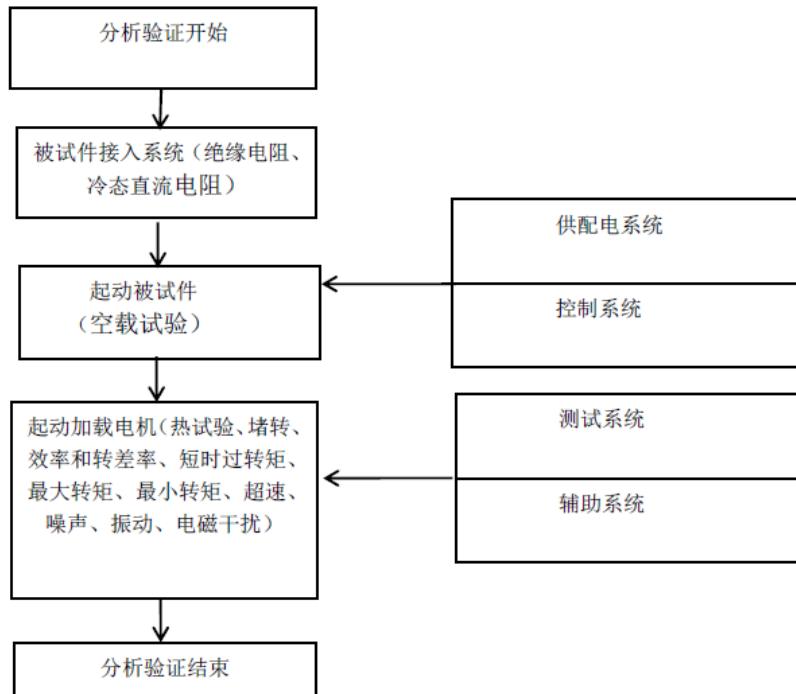 分析验证开始
被试件接入系统（绝缘电阻、
冷态直流电阻）
供配电系统
起动被试件
（空载试验）
控制系统
起动加载电机（热试验、堵转、
效率和转差率、短时过转矩、
最大转矩、最小转矩、超速、
噪声、振动、电磁干扰）
测试系统
辅助系统
分析验证结束